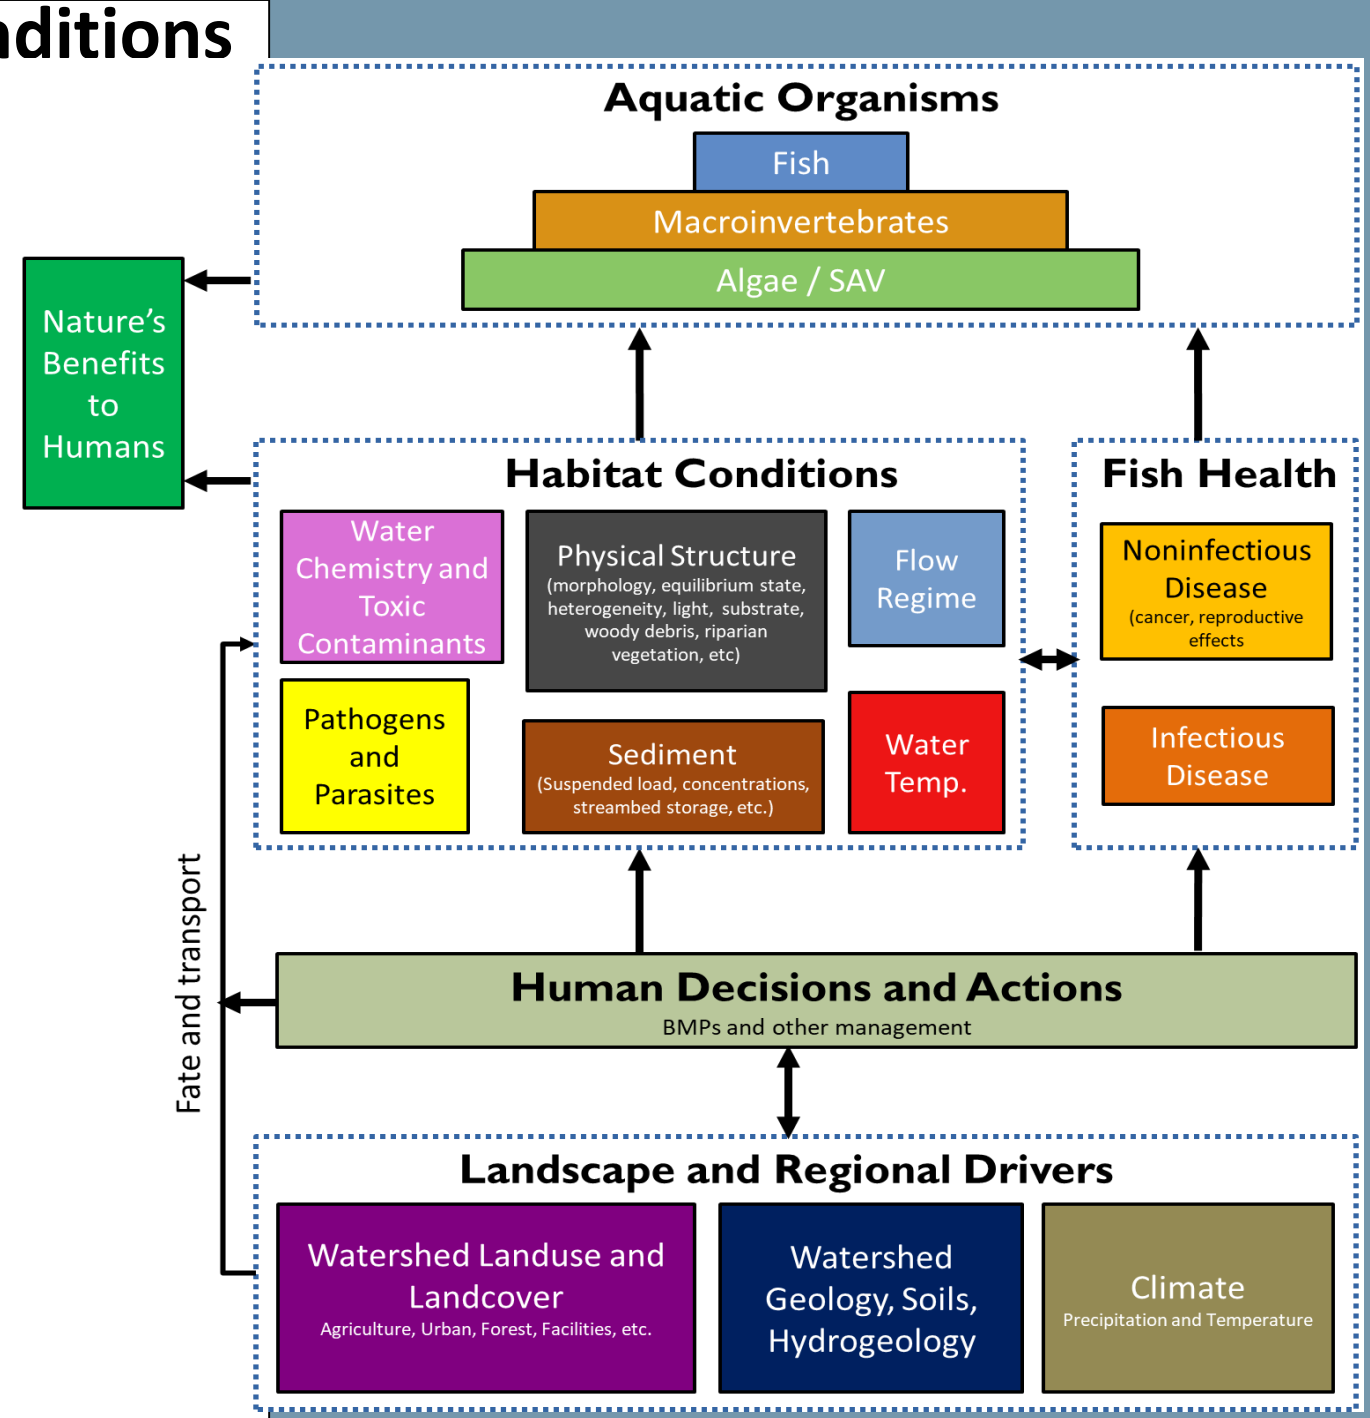 nditions
Aquatic Organisms
Fish
Macroinvertebrates
Algae / SAV
Nature's
Benefits
to
Humans
Habitat Conditions
Water
Chemistry and
Toxic
Contaminants
Physical Structure
(morphology, equilibrium state,
heterogeneity, light, substrate,
woody debris, riparian
vegetation, etc)
Flow
Regime
Pathogens
and
Parasites
Sediment
(Suspended load, concentrations,
streambed storage, etc.)
Water
Temp.
Fish Health
Noninfectious
Disease
(cancer, reproductive
effects
Infectious
Disease
Fate and transport
Human Decisions and Actions
BMPs and other management
Landscape and Regional Drivers
Watershed Landuse and
Landcover
Agriculture, Urban, Forest, Facilities, etc.
Watershed
Geology, Soils,
Hydrogeology
Climate
Precipitation and Temperature